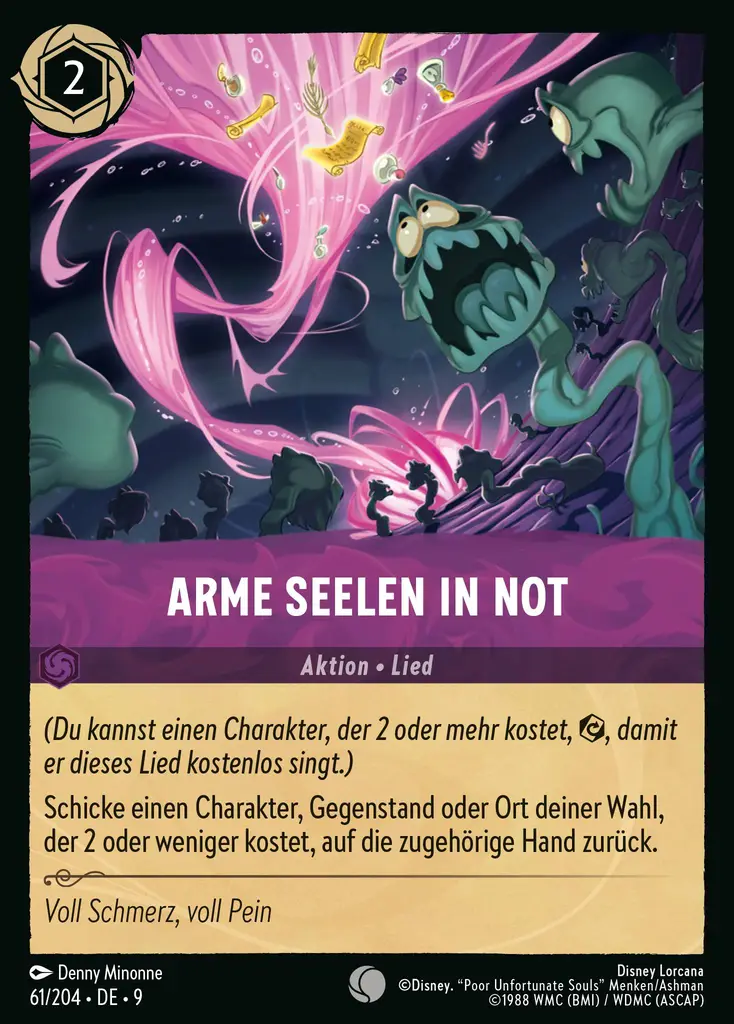 2
ARME SEELEN IN NOT
Aktion • Lied
(Du kannst einen Charakter, der 2 oder mehr kostet, , damit
er dieses Lied kostenlos singt.)
Schicke einen Charakter, Gegenstand oder Ort deiner Wahl,
der 2 oder weniger kostet, auf die zugehörige Hand zurück.
Voll Schmerz, voll Pein
Denny Minonne
61/204 • DE • 9
Disney Lorcana
©Disney. “Poor Unfortunate Souls” Menken/Ashman
©1988 WMC (BMI) / WDMC (ASCAP)